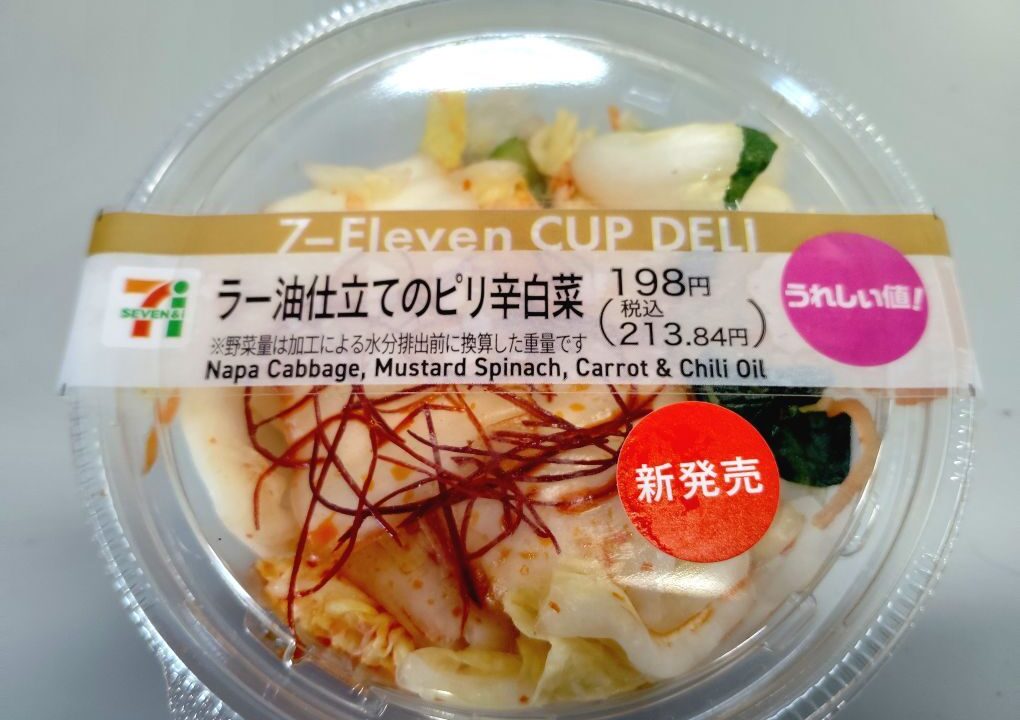 7-Eleven CUP DELI
7i
SEVEN&i
ラー油仕立てのピリ辛白菜
198円
(税込
213.84円)
うれしい値!
※野菜量は加工による水分排出前に換算した重量です
Napa Cabbage, Mustard Spinach, Carrot & Chili Oil
新発売